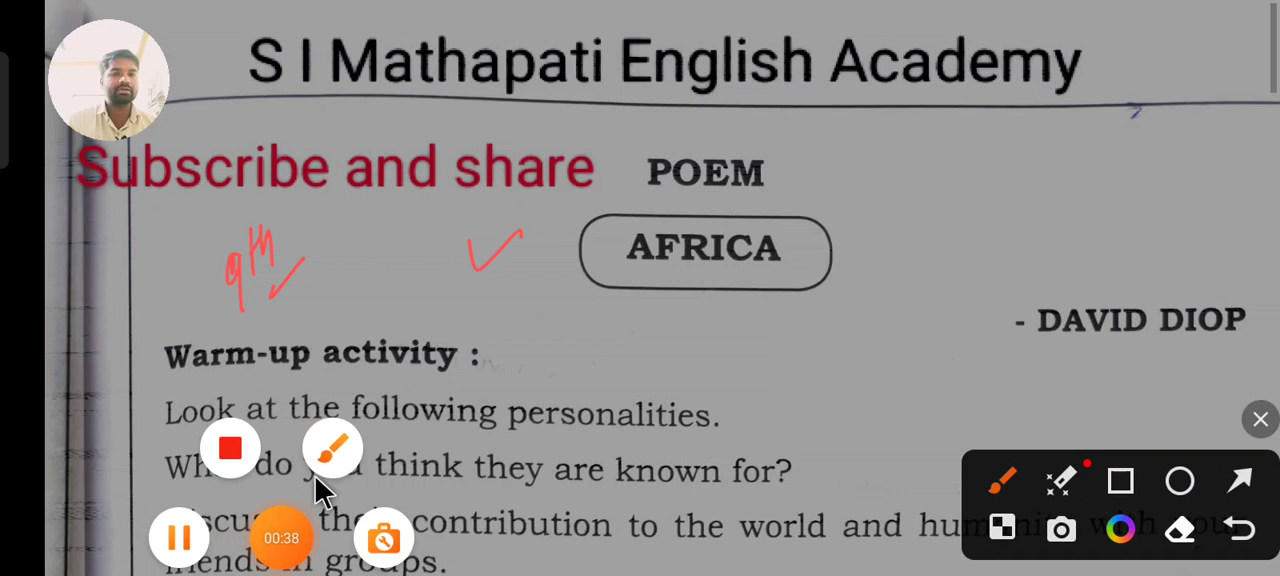 S I Mathapati English Academy
Subscribe and share
POEM
9th
AFRICA
- DAVID DIOP
Warm-up activity :
Look at the following personalities.
do think they are known for?
contribution to the world and
00:38
in groups.